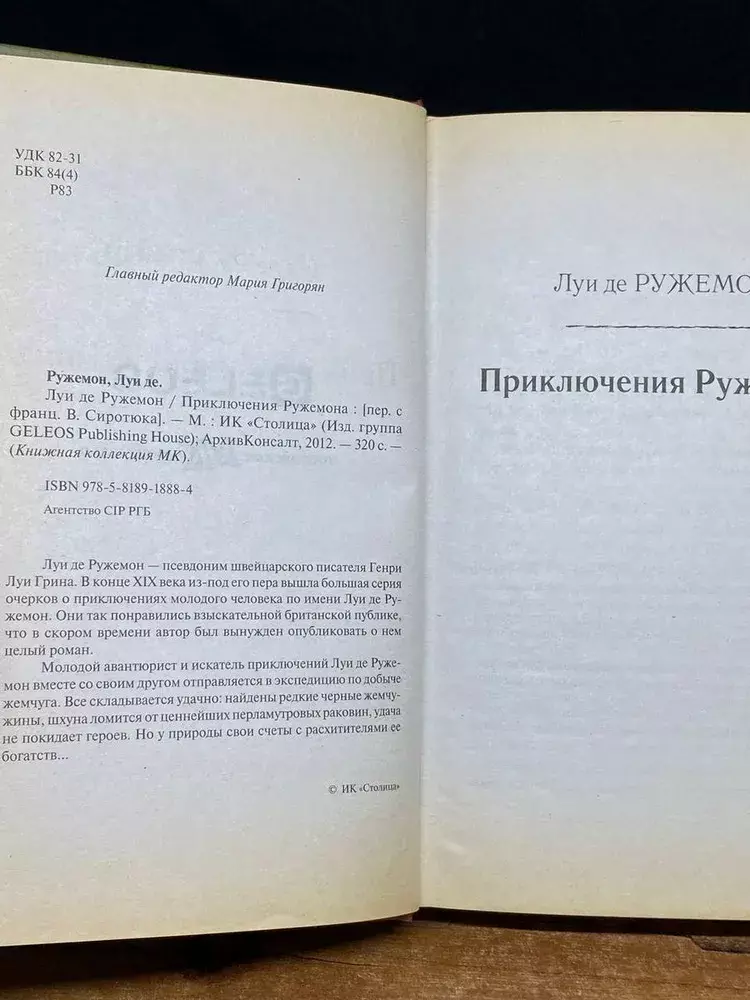 УДК 82-31
ББК 84(4)
Р83
Главный редактор Мария Григорян
Ружемон, Луи де.
Луи де Ружемон / Приключения Ружемона : [пер. с
франц. В. Сиротюка]. — М. : ИК «Столица» (Изд. группа
GELEOS Publishing House); АрхивКонсалт, 2012. — 320 с. —
(Книжная коллекция МК).
ISBN 978-5-8189-1888-4
Агентство CIP РГБ
Луи де Ружемон — псевдоним швейцарского писателя Генри
Луи Грина. В конце XIX века из-под его пера вышла большая серия
очерков о приключениях молодого человека по имени Луи де Ру-
жемон. Они так понравились взыскательной британской публике,
что в скором времени автор был вынужден опубликовать о нем
целый роман.
Молодой авантюрист и искатель приключений Луи де Руже-
мон вместе со своим другом отправляется в экспедицию по добыче
жемчуга. Все складывается удачно: найдены редкие черные жемчу-
жины, шхуна ломится от ценнейших перламутровых раковин, удача
не покидает героев. Но у природы свои счеты с расхитителями ее
богатств...
© ИК «Столица»
Луи де РУЖЕМО
Приключения Руж